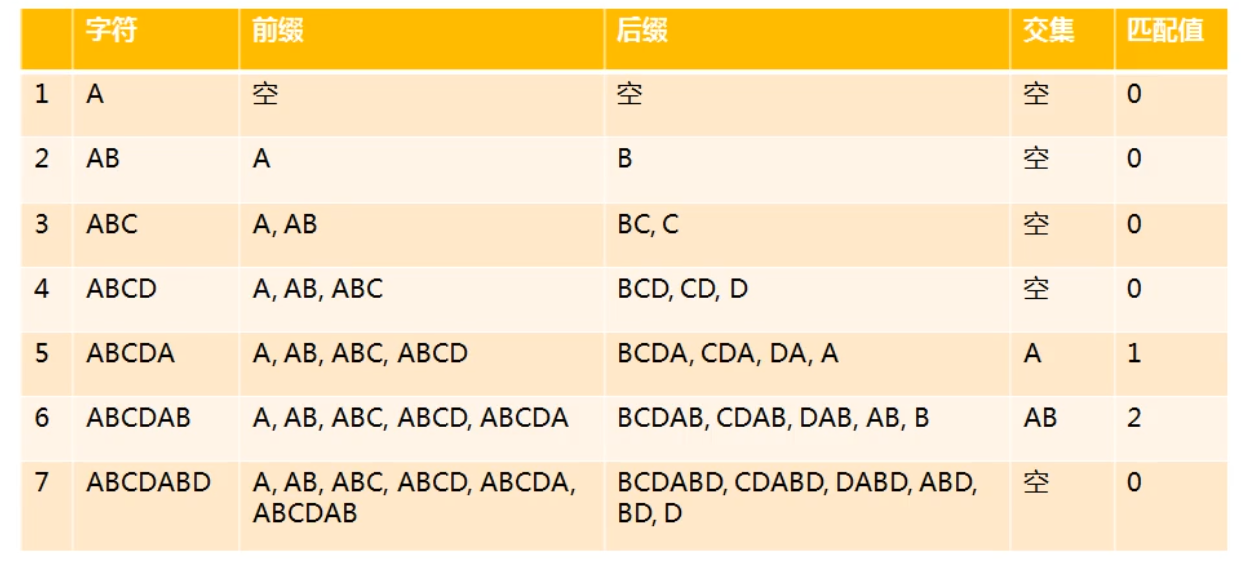 字符 前缀 后缀 交集 匹配值
1 A 空 空 空 0
2 AB A B 空 0
3 ABC A, AB BC, C 空 0
4 ABCD A, AB, ABC BCD, CD, D 空 0
5 ABCDA A, AB, ABC, ABCD BCDA, CDA, DA, A A 1
6 ABCDAB A, AB, ABC, ABCD, ABCDA BCDAB, CDAB, DAB, AB, B AB 2
7 ABCDABD A, AB, ABC, ABCD, ABCDA, BCDABD, CDABD, DABD, ABD, 空 0
ABCDAB BD, D